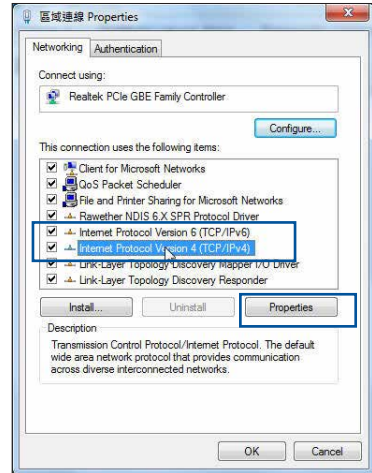 區域連線 Properties
Networking
Authentication
Connect using:
Realtek PCIe GBE Family Controller
Configure...
This connection uses the following items:
Client for Microsoft Networks
QoS Packet Scheduler
File and Printer Sharing for Microsoft Networks
Rawether NDIS 6.X SPR Protocol Driver
Internet Protocol Version 6 (TCP/IPv6)
Internet Protocol Version 4 (TCP/IPv4)
Link-Layer Topology Discovery Mapper I/O Driver
Link-Layer Topology Discovery Responder
Install...
Uninstall
Properties
Description
Transmission Control Protocol/Internet Protocol. The default
wide area network protocol that provides communication
across diverse interconnected networks.
OK
Cancel